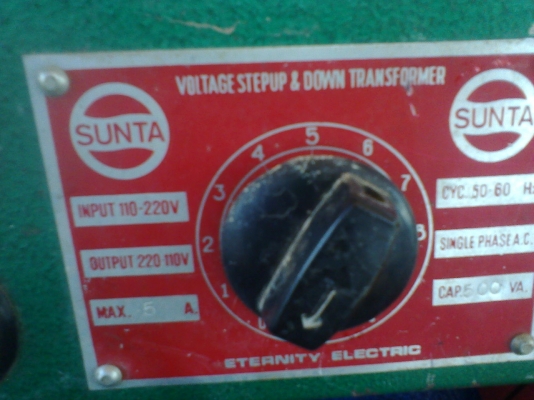 VOLTAGE STEPUP & DOWN TRANSFORMER
SUNTA
SUNTA
INPUT 110-220V
OUTPUT 220-110V
MAX. 5 A.
1
2
3
4
5
6
7
8
CYC. 50-60
SINGLE PHASE A.C.
CAP. 500 VA.
ETERNITY ELECTRIC